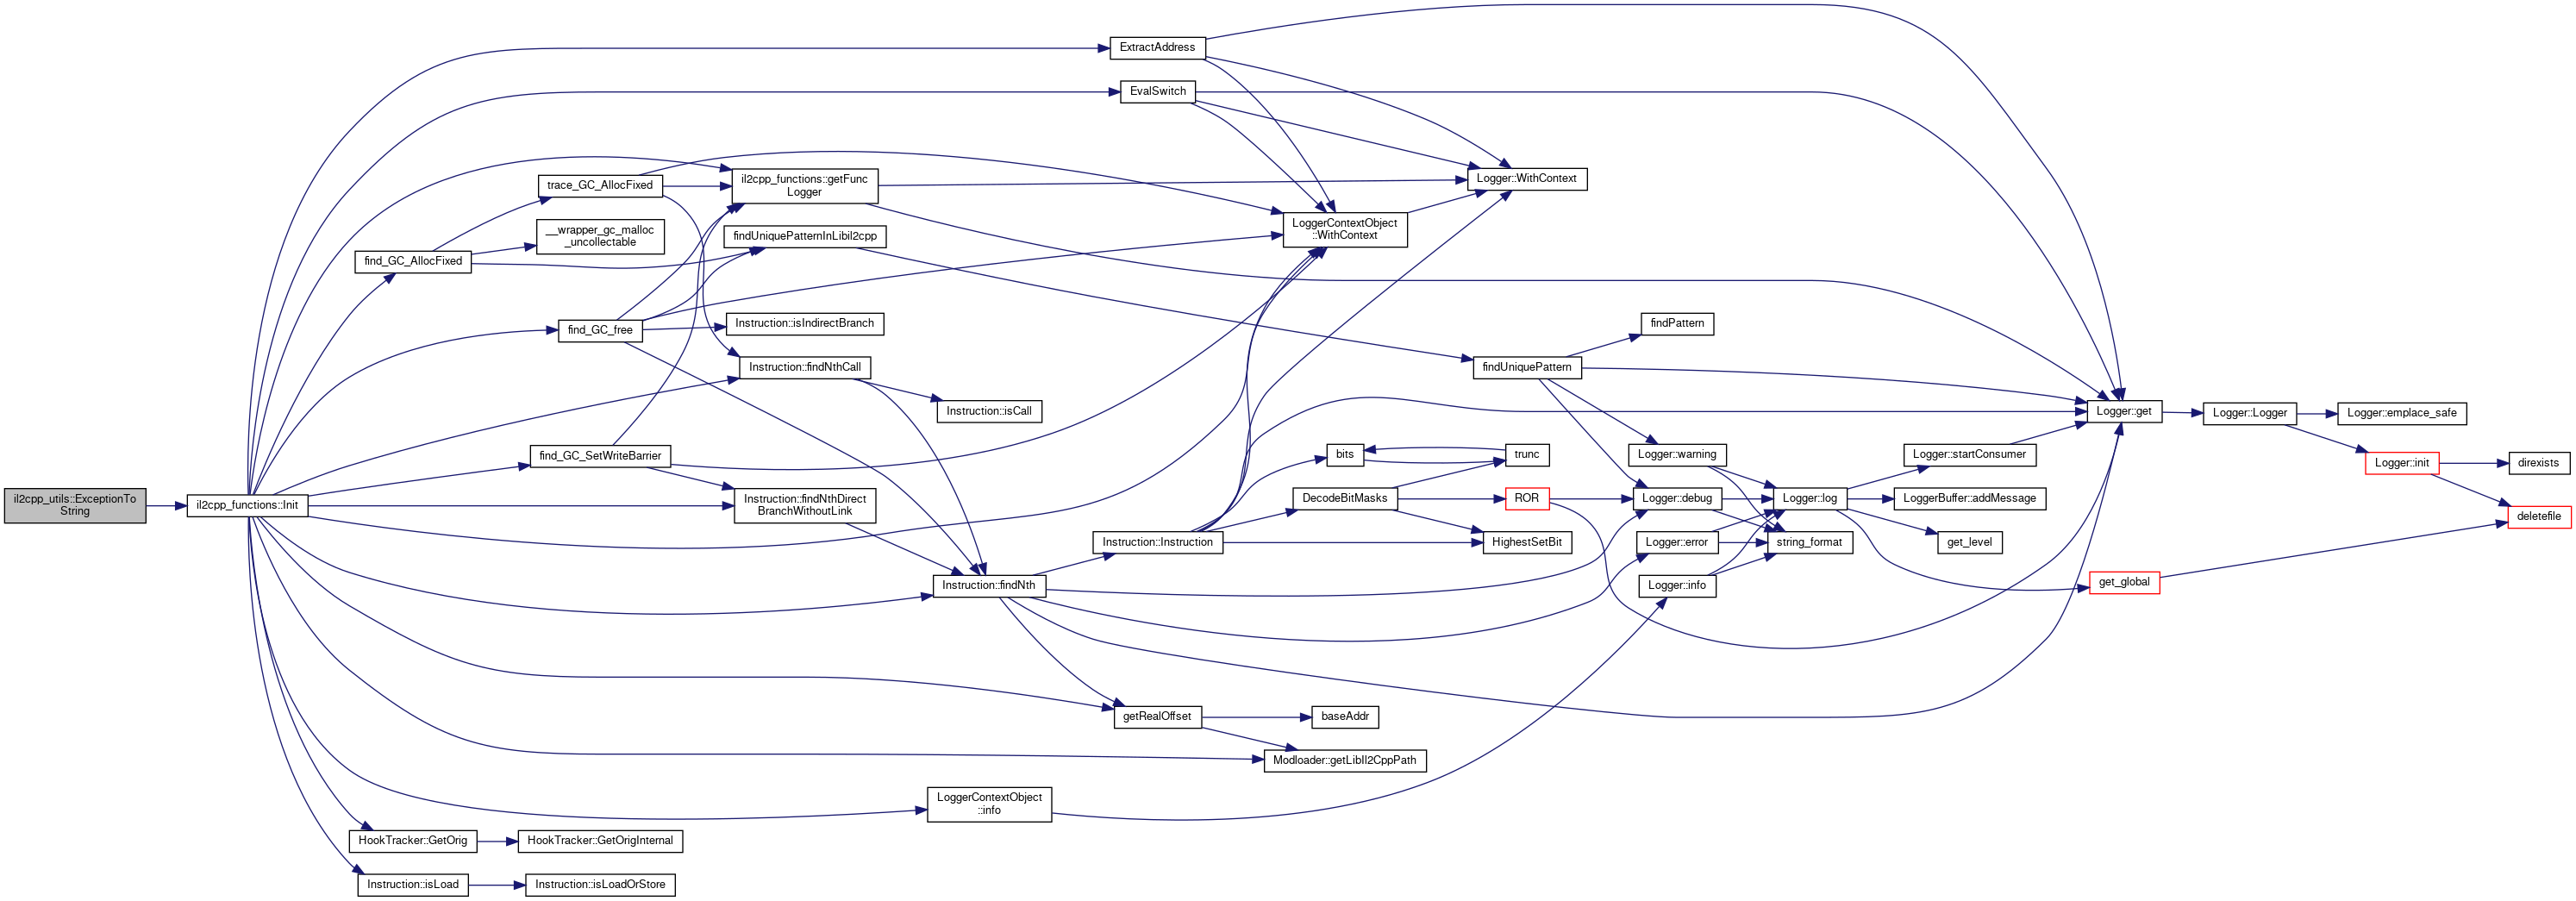 il2cpp_utils::ExceptionTo
String
il2cpp_functions::Init
ExtractAddress
EvalSwitch
trace_GC_AllocFixed
il2cpp_functions::getFunc
Logger
Logger::WithContext
__wrapper_gc_malloc
_uncollectable
findUniquePatternInLibil2cpp
LoggerContextObject
::WithContext
find_GC_AllocFixed
find_GC_free
Instruction::isIndirectBranch
findPattern
Instruction::findNthCall
findUniquePattern
Instruction::isCall
Logger::get
Logger::Logger
Logger::emplace_safe
find_GC_SetWriteBarrier
bits
trunc
Logger::warning
Logger::startConsumer
Logger::init
direxists
Instruction::findNthDirect
BranchWithoutLink
DecodeBitMasks
ROR
Logger::debug
Logger::log
LoggerBuffer::addMessage
deletefile
Instruction::Instruction
HighestSetBit
Logger::error
string_format
get_level
Instruction::findNth
Logger::info
get_global
getRealOffset
baseAddr
Modloader::getLibIl2CppPath
LoggerContextObject
::info
HookTracker::GetOrig
HookTracker::GetOrigInternal
Instruction::isLoad
Instruction::isLoadOrStore